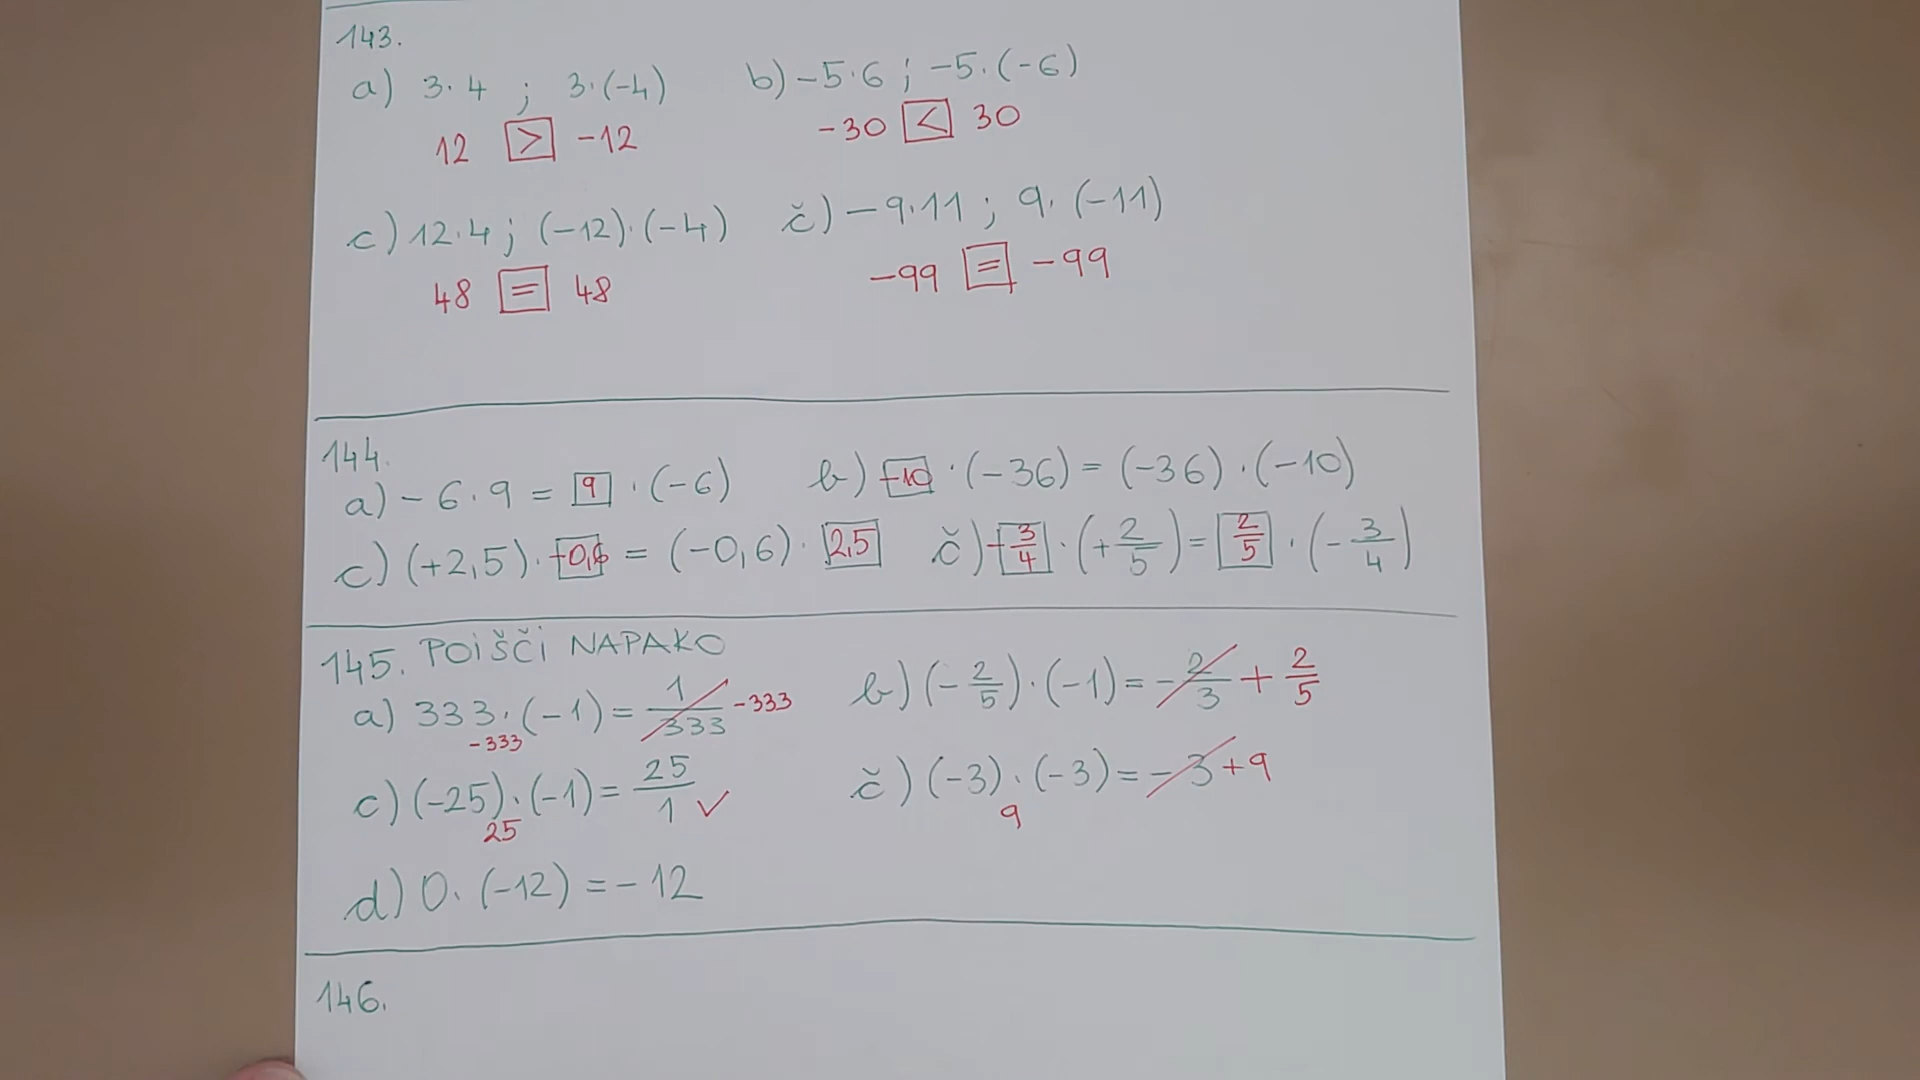 143.
a) 3·4 ; 3·(-4) b) -5·6 ; -5·(-6)
12 > -12 -30 < 30
c) 12·4 ; (-12)·(-4) č) -9·11 ; 9·(-11)
48 = 48 -99 = -99
144.
a) -6·9 = 9 ·(-6) b) -10 ·(-36) = (-36)·(-10)
c) (+2,5)· -0,6 = (-0,6)· 2,5 č) -3/4 ·(+2/5) = 2/5 ·(-3/4)
145. POIŠČI NAPAKO
a) 333·(-1) = 1/333 -333 b) (-2/5)·(-1) = -2/3 + 2/5
-333
c) (-25)·(-1) = 25/1 ✓ č) (-3)·(-3) = -3 +9
25 9
d) 0·(-12) = -12
146.